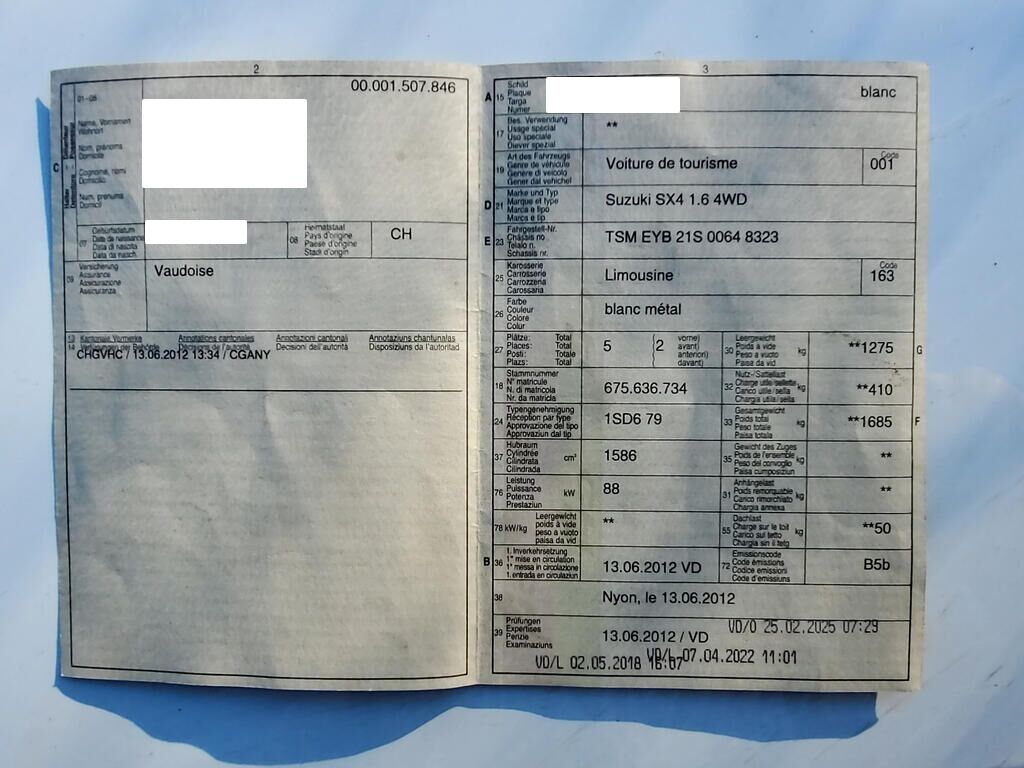 2
00.001.507.846
01-06
Name, Vornamen
Wohnort
Nom, prénoms
Domicile
C
Cognome, nomi
Domicilio
Num, prenums
Domicil
07
Geburtsdatum
Date de naissance
Data di nascita
Data da nasch.
08
Heimatstaat
Pays d'origine
Paese d'origine
Stadi d'origin
CH
09
Versicherung
Assurance
Assicurazione
Assicuranza
Vaudoise
13
14
Kantonale Vermerke
Verfügungen der Behörde
Annotations cantonales
Décisions de l'autorité
Annotazioni cantonali
Decisioni dell'autorità
Annotaziuns chantunalas
Disposiziuns da l'autoritad
CHGVRC / 13.06.2012 13:34 / CGANY
3
A
15
Schild
Plaque
Targa
Numer
blanc
17
Bes. Verwendung
Usage spécial
Uso speciale
Diever spezial
**
19
Art des Fahrzeugs
Genre de véhicule
Genere di veicolo
Gener dal vehichel
Voiture de tourisme
Code
001
D
21
Marke und Typ
Marque et type
Marca e tipo
Marca e tip
Suzuki SX4 1.6 4WD
E
23
Fahrgestell-Nr.
Châssis no
Telaio n.
Schassis nr.
TSM EYB 21S 0064 8323
25
Karosserie
Carrosserie
Carrozzeria
Carossaria
Limousine
Code
163
26
Farbe
Couleur
Colore
Colur
blanc métal
27
Plätze: Total
Places: Total
Posti: Totale
Plazs: Total
5
2
vorne)
avant)
anteriori)
davant)
30
Leergewicht
Poids à vide
Peso a vuoto
Paisa da vid
kg
**1275
G
18
Stammnummer
N° matricule
N. di matricola
Nr. da matricla
675.636.734
32
Nutz-/Sattellast
Charge utile/sellette
Carico utile/sella
Chargia utila/sella
kg
**410
24
Typengenehmigung
Réception par type
Approvazione del tipo
Approvaziun dal tip
1SD6 79
33
Gesamtgewicht
Poids total
Peso totale
Paisa totala
kg
**1685
F
37
Hubraum
Cylindrée
Cilindrata
Cilindrada
cm³
1586
35
Gewicht des Zuges
Poids de l'ensemble
Peso del convoglio
Paisa cumposiziun
kg
**
76
Leistung
Puissance
Potenza
Prestaziun
kW
88
31
Anhängelast
Poids remorquable
Carico rimorchiato
Chargia annexa
kg
**
78 kW/kg
Leergewicht
poids à vide
peso a vuoto
paisa da vid
**
55
Dachlast
Charge sur le toit
Carico sul tetto
Chargia sin il tetg
kg
**50
B
36
1. Inverkehrsetzung
1re mise en circulation
1a messa in circolazione
1. entrada en circulaziun
13.06.2012 VD
72
Emissionscode
Code émissions
Codice emissioni
Code d'emissiuns
B5b
38
Nyon, le 13.06.2012
39
Prüfungen
Expertises
Perizie
Examinaziuns
13.06.2012 / VD
VD/O 25.02.2025 07:29
VD/L 02.05.2018 16:07
VD/L 07.04.2022 11:01